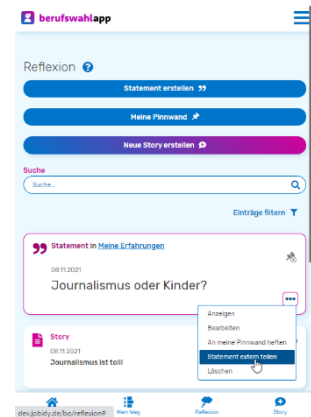 berufswahlapp
Reflexion ?
Statement erstellen
Meine Pinnwand
Neue Story erstellen
Suche
Suche..
Einträge filtern
Statement in Meine Erfahrungen
08.11.2021
Journalismus oder Kinder?
Anzeigen
Bearbeiten
An meine Pinnwand heften
Statement extern teilen
Löschen
Story
08.11.2021
Journalismus ist toll!
dev.jobidy.de/bo/reflexion#
Mein Weg
Reflexion
Story